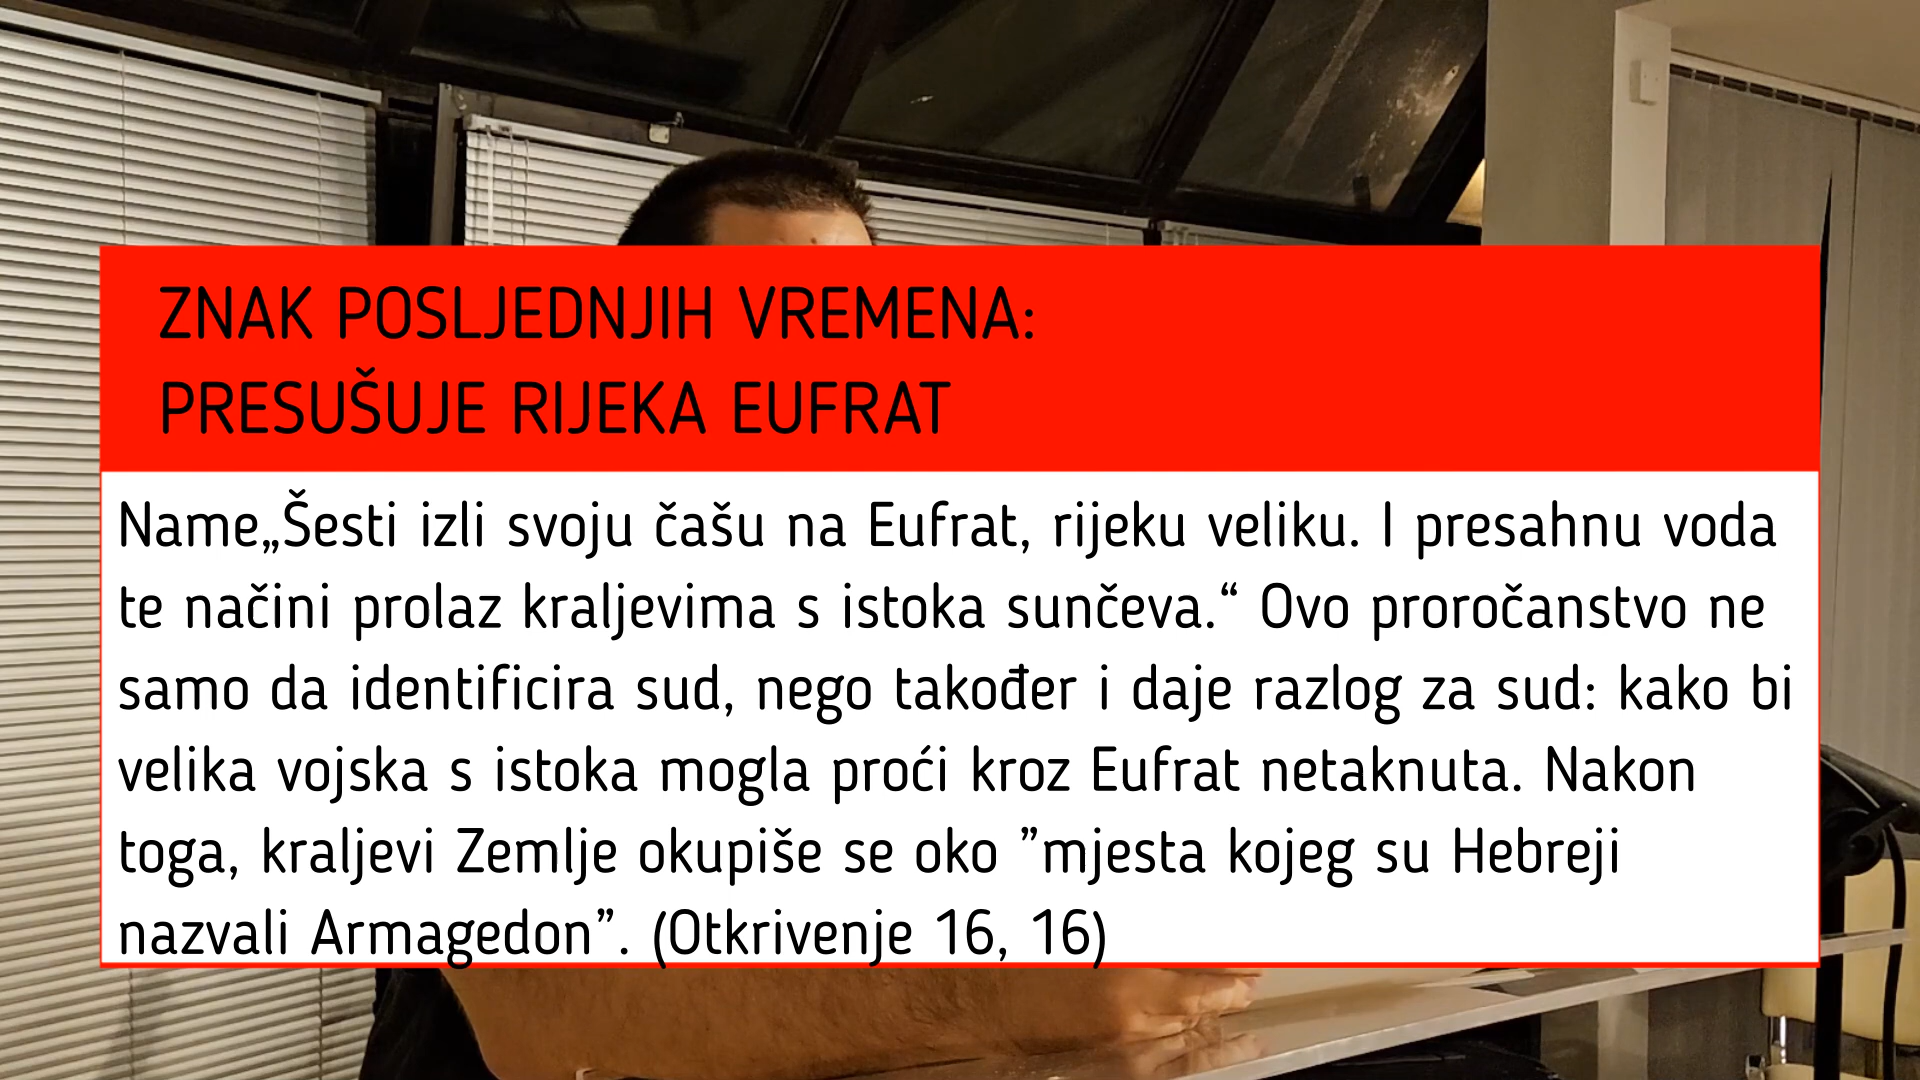 ZNAK POSLJEDNJIH VREMENA:
PRESUŠUJE RIJEKA EUFRAT
Name„Šesti izli svoju čašu na Eufrat, rijeku veliku. I presahnu voda
te načini prolaz kraljevima s istoka sunčeva.“ Ovo proročanstvo ne
samo da identificira sud, nego također i daje razlog za sud: kako bi
velika vojska s istoka mogla proći kroz Eufrat netaknuta. Nakon
toga, kraljevi Zemlje okupiše se oko ”mjesta kojeg su Hebreji
nazvali Armagedon”. (Otkrivenje 16, 16)